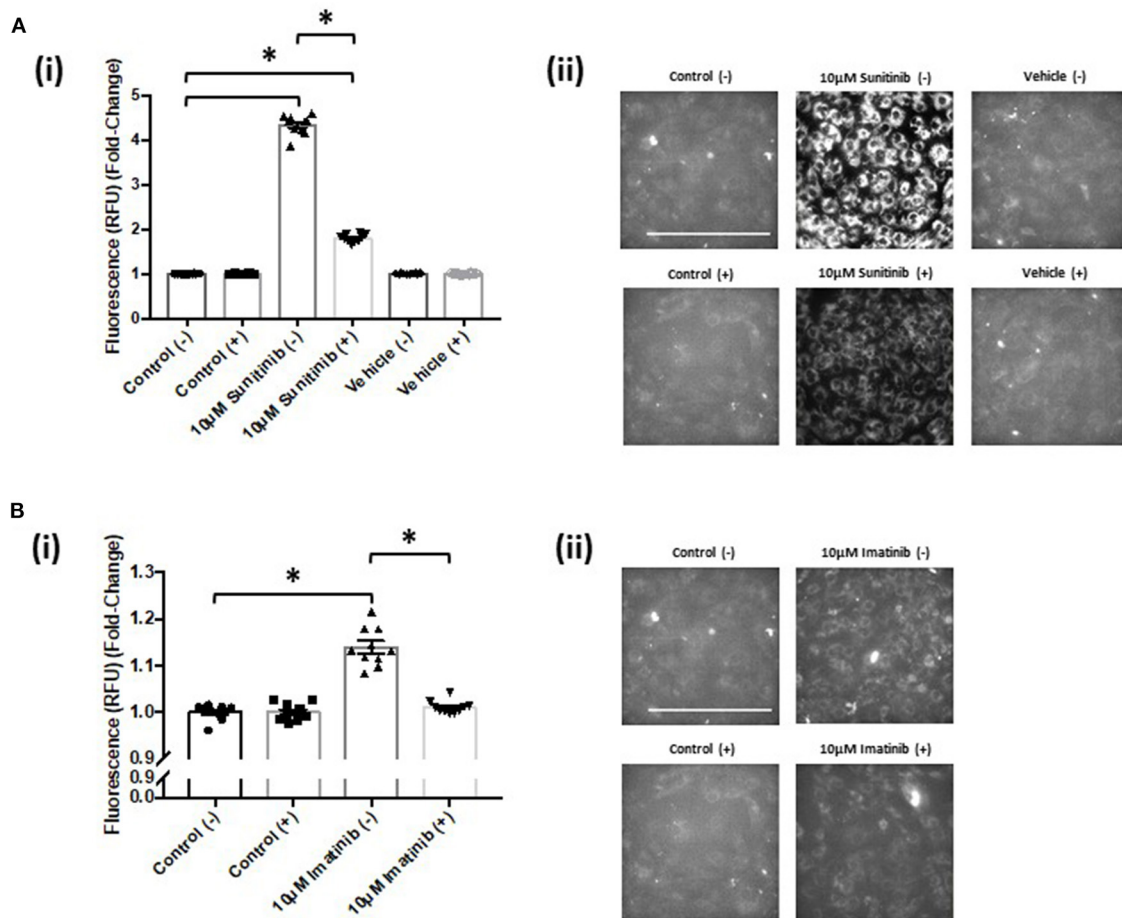 A
(i)
*
*
Fluorescence (RFU) (Fold-Change)
5
4
3
2
1
0
Control (-)
Control (+)
10µM Sunitinib (-)
10µM Sunitinib (+)
Vehicle (-)
Vehicle (+)
(ii)
Control (-)
10µM Sunitinib (-)
Vehicle (-)
Control (+)
10µM Sunitinib (+)
Vehicle (+)
B
(i)
*
*
Fluorescence (RFU) (Fold-Change)
1.3
1.2
1.1
1.0
0.9
0.9
0.0
Control (-)
Control (+)
10µM Imatinib (-)
10µM Imatinib (+)
(ii)
Control (-)
10µM Imatinib (-)
Control (+)
10µM Imatinib (+)